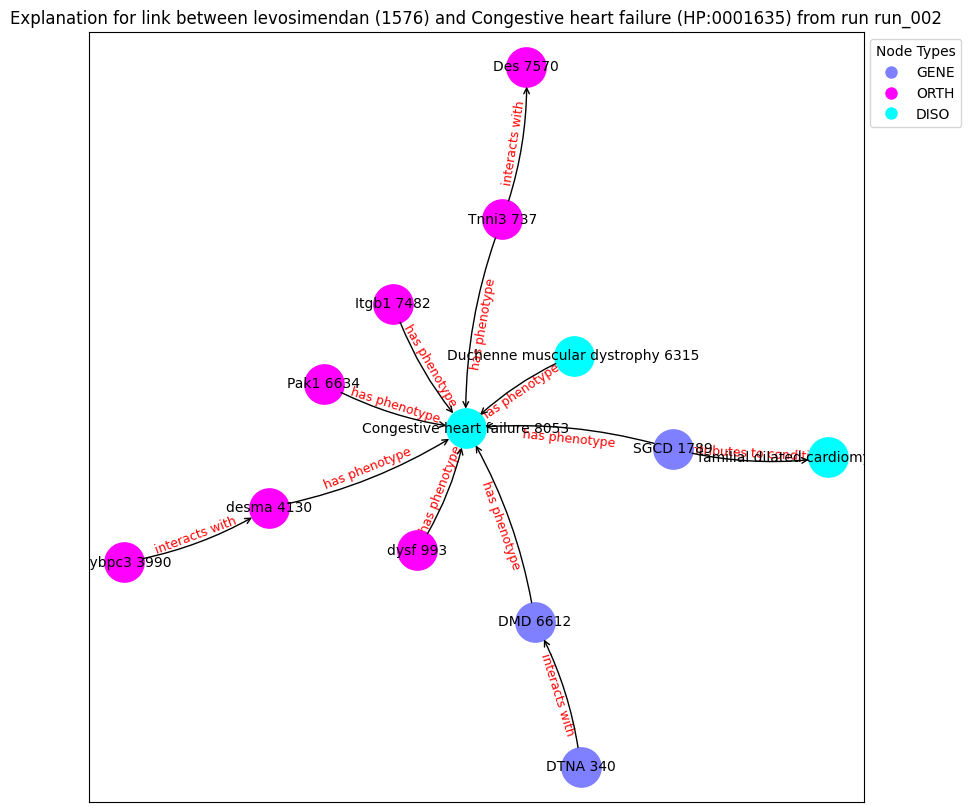 Explanation for link between levosimendan (1576) and Congestive heart failure (HP:0001635) from run run_002
Node Types
GENE
ORTH
DISO
Des 7570
interacts with
Tnni3 737
has phenotype
Itgb1 7482
has phenotype
Duchenne muscular dystrophy 6315
has phenotype
Pak1 6634
has phenotype
Congestive heart failure 8053
has phenotype
SGCD 1789
familial dilated cardiomy
has phenotype
desma 4130
has phenotype
dysf 993
interacts with
ybpc3 3990
has phenotype
DMD 6612
interacts with
DTNA 340